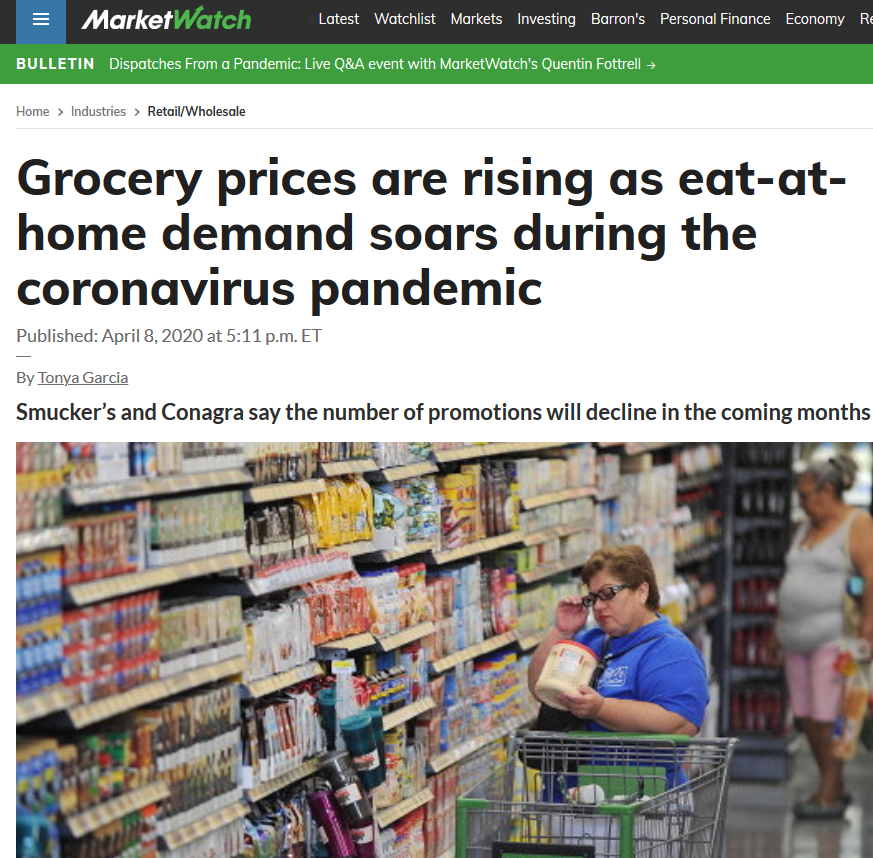 MarketWatch
Latest Watchlist Markets Investing Barron's Personal Finance Economy Re
BULLETIN Dispatches From a Pandemic: Live Q&A event with MarketWatch's Quentin Fottrell →
Home > Industries > Retail/Wholesale
Grocery prices are rising as eat-at-
home demand soars during the
coronavirus pandemic
Published: April 8, 2020 at 5:11 p.m. ET
By Tonya Garcia
Smucker’s and Conagra say the number of promotions will decline in the coming months